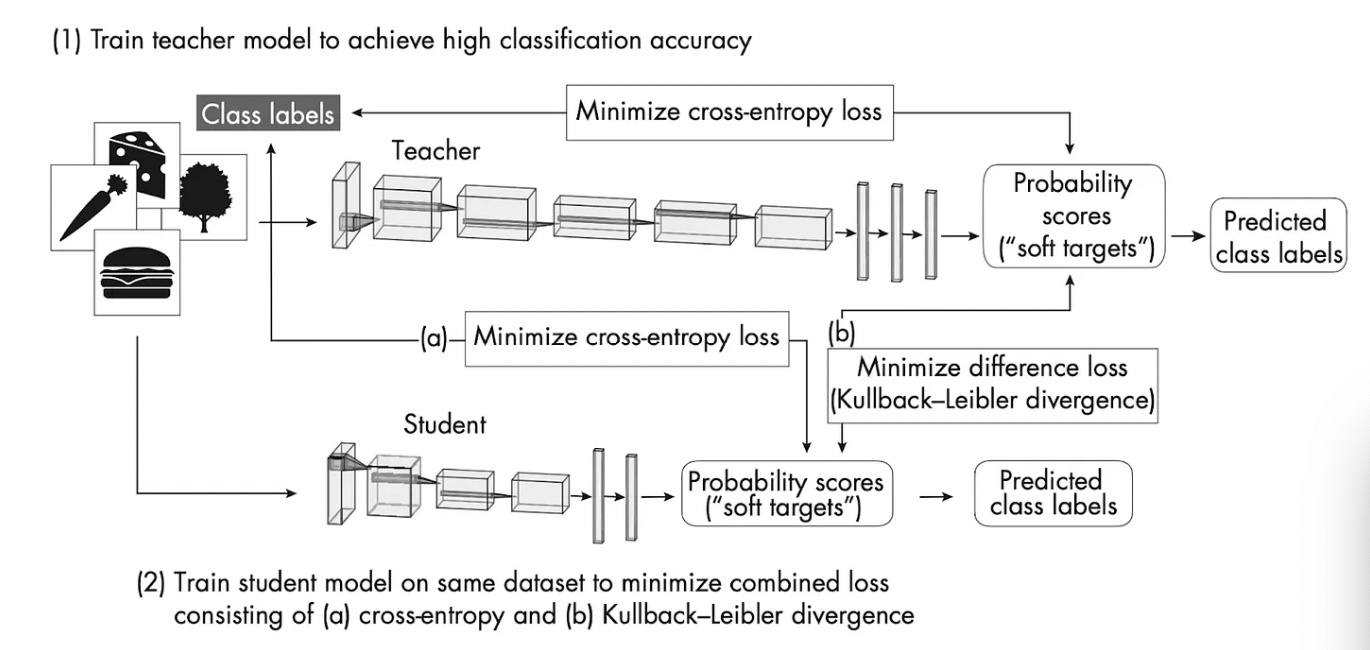 (1) Train teacher model to achieve high classification accuracy
Class labels
Minimize cross-entropy loss
Teacher
Probability
scores
(“soft targets”)
Predicted
class labels
(a)
Minimize cross-entropy loss
(b)
Minimize difference loss
(Kullback–Leibler divergence)
Student
Probability scores
(“soft targets”)
Predicted
class labels
(2) Train student model on same dataset to minimize combined loss
consisting of (a) cross-entropy and (b) Kullback–Leibler divergence